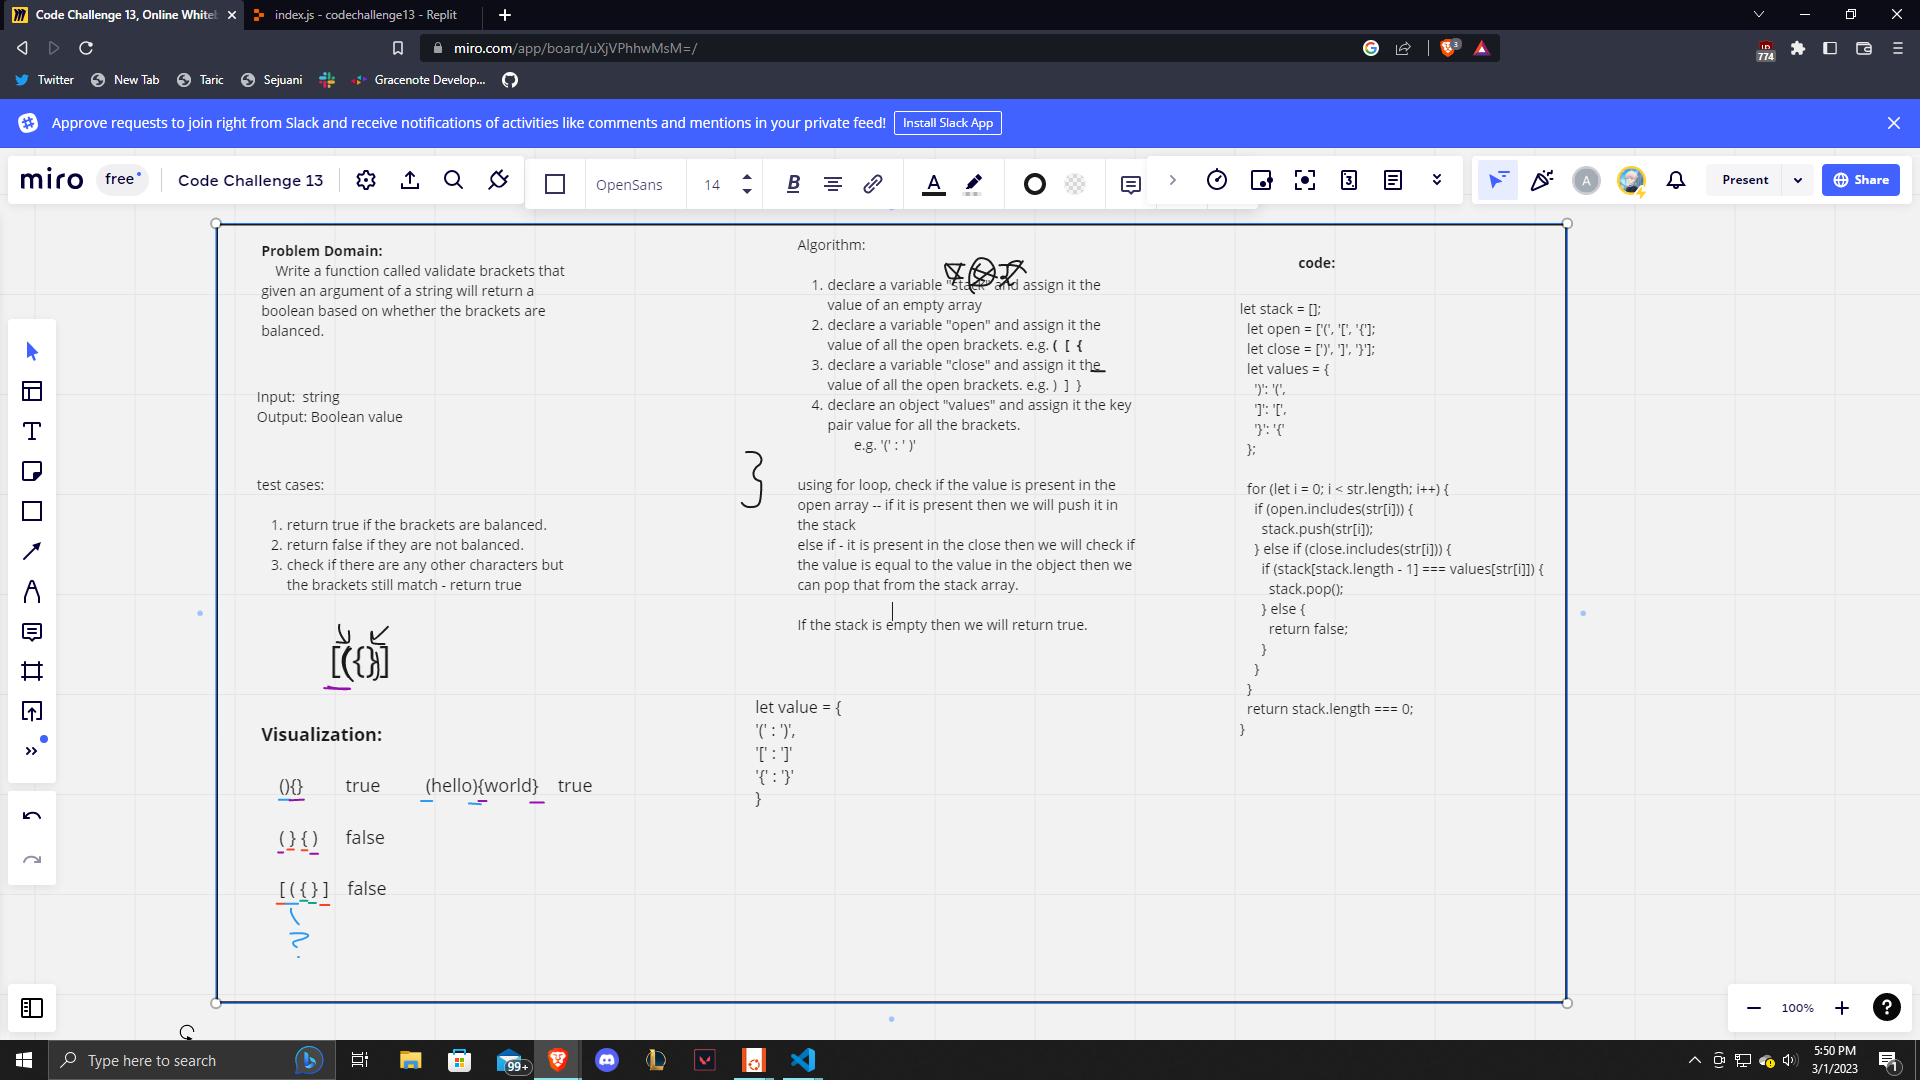 Code Challenge 13, Online Whiteb
index.js - codechallenge13 - Replit
miro.com/app/board/uXjVPhhwMsM=/
3
774
Twitter
New Tab
Taric
Sejuani
Gracenote Develop...
Approve requests to join right from Slack and receive notifications of activities like comments and mentions in your private feed!
Install Slack App
miro
free
Code Challenge 13
OpenSans
14
B
A
3
A
Present
Share
Problem Domain:
Write a function called validate brackets that
given an argument of a string will return a
boolean based on whether the brackets are
balanced.
Input: string
Output: Boolean value
test cases:
1. return true if the brackets are balanced.
2. return false if they are not balanced.
3. check if there are any other characters but
the brackets still match - return true
[({})]
Visualization:
(){} true (hello){world} true
( } { ) false
[ ( { } ] false
?
Algorithm:
1. declare a variable "stack" and assign it the
value of an empty array
2. declare a variable "open" and assign it the
value of all the open brackets. e.g. ( [ {
3. declare a variable "close" and assign it the
value of all the open brackets. e.g. ) ] }
4. declare an object "values" and assign it the key
pair value for all the brackets.
e.g. '(' : ' )'
using for loop, check if the value is present in the
open array -- if it is present then we will push it in
the stack
else if - it is present in the close then we will check if
the value is equal to the value in the object then we
can pop that from the stack array.
If the stack is empty then we will return true.
let value = {
'(' : ')',
'[' : ']'
'{' : '}'
}
code:
let stack = [];
let open = ['(', '[', '{'];
let close = [')', ']', '}'];
let values = {
')': '(',
']': '[',
'}': '{'
};
for (let i = 0; i < str.length; i++) {
if (open.includes(str[i])) {
stack.push(str[i]);
} else if (close.includes(str[i])) {
if (stack[stack.length - 1] === values[str[i]]) {
stack.pop();
} else {
return false;
}
}
}
return stack.length === 0;
}
100%
?
Type here to search
99+
5:50 PM
3/1/2023
1